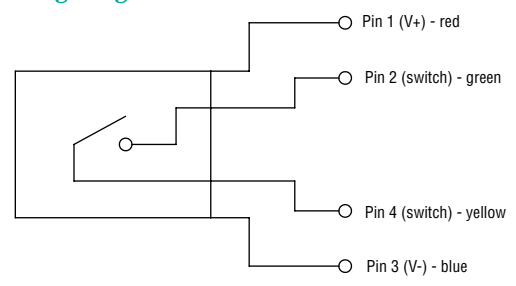 Pin 1 (V+) - red
Pin 2 (switch) - green
Pin 4 (switch) - yellow
Pin 3 (V-) - blue